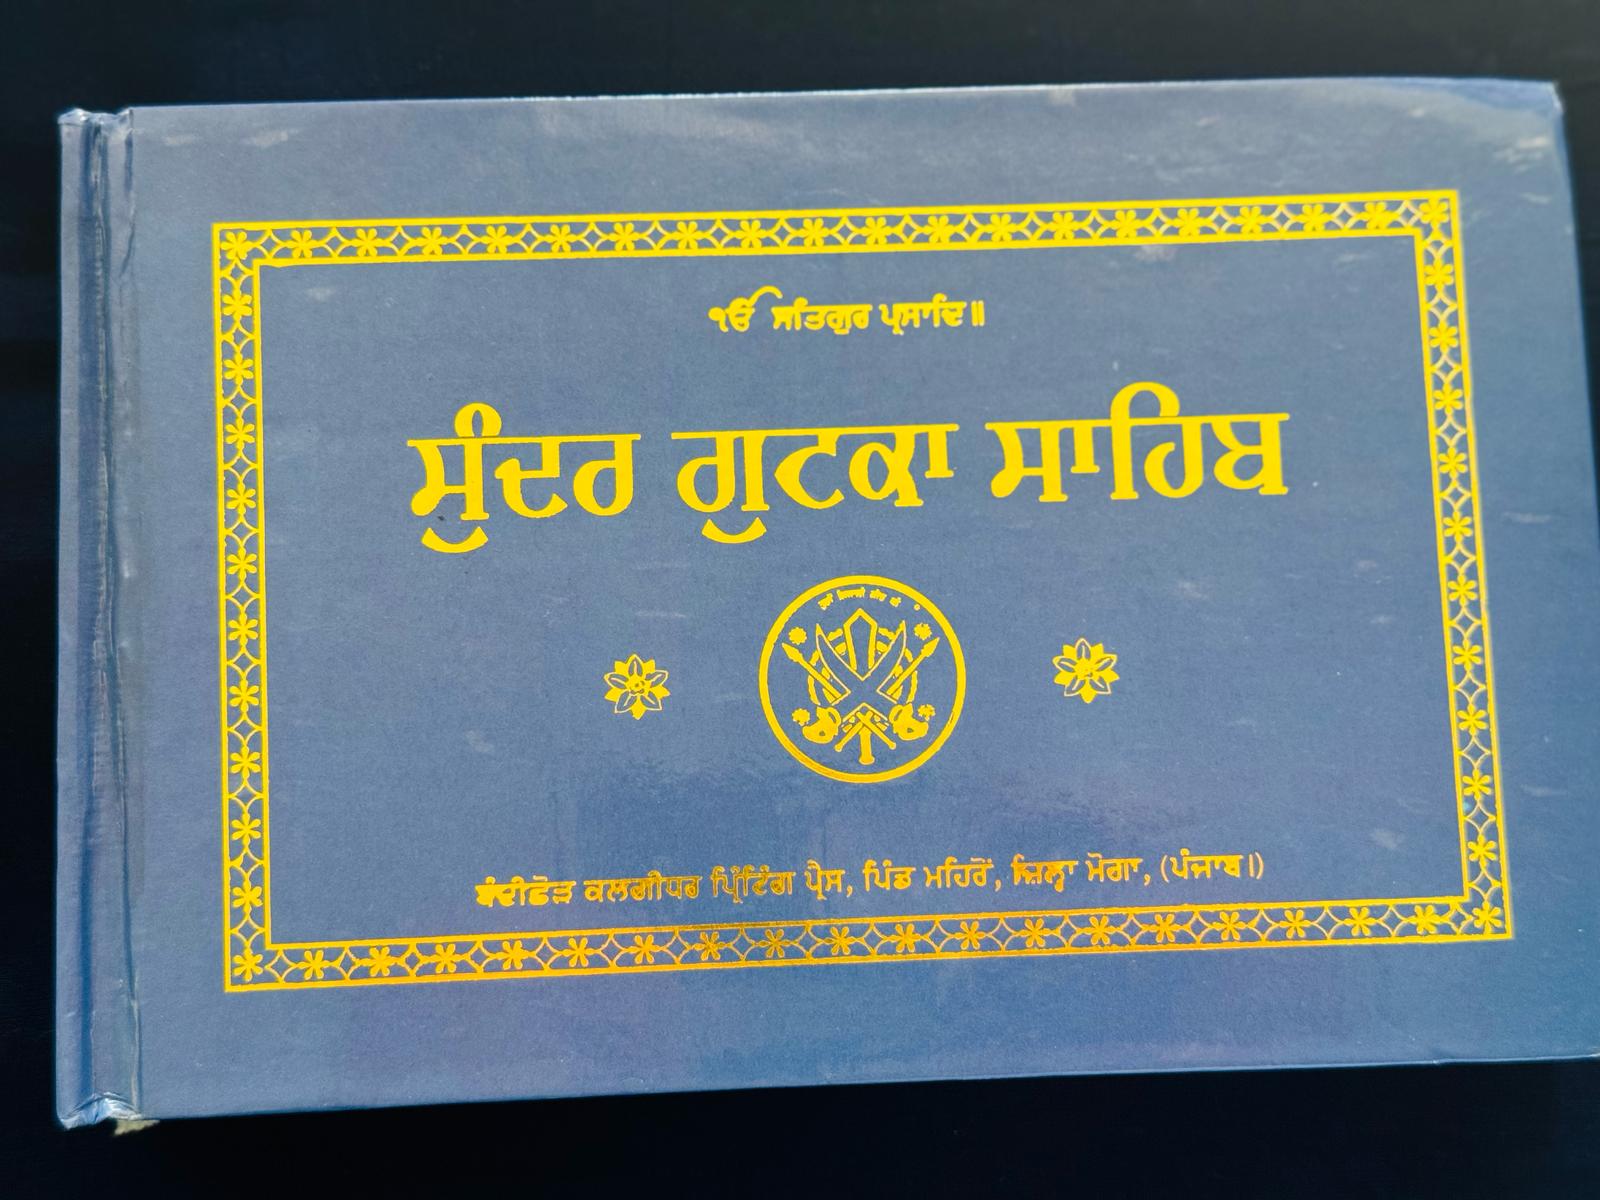 ੴ ਸਤਿਗੁਰ ਪ੍ਰਸਾਦਿ॥
ਸੁੰਦਰ ਗੁਟਕਾ ਸਾਹਿਬ
ਬੰਦੀਛੋੜ ਕਲਗੀਧਰ ਪ੍ਰਿੰਟਿੰਗ ਪ੍ਰੈਸ, ਪਿੰਡ ਮਹਿਰੋਂ, ਜ਼ਿਲ੍ਹਾ ਮੋਗਾ, (ਪੰਜਾਬ।)